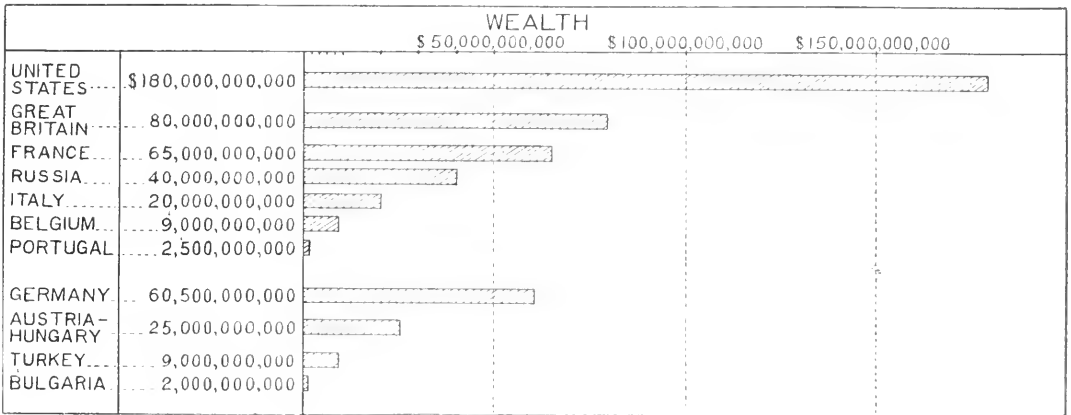 WEALTH
$50,000,000,000 $100,000,000,000 $150,000,000,000
UNITED
STATES $180,000,000,000
GREAT
BRITAIN 80,000,000,000
FRANCE 65,000,000,000
RUSSIA 40,000,000,000
ITALY 20,000,000,000
BELGIUM 9,000,000,000
PORTUGAL 2,500,000,000
GERMANY 60,500,000,000
AUSTRIA-
HUNGARY 25,000,000,000
TURKEY 9,000,000,000
BULGARIA 2,000,000,000